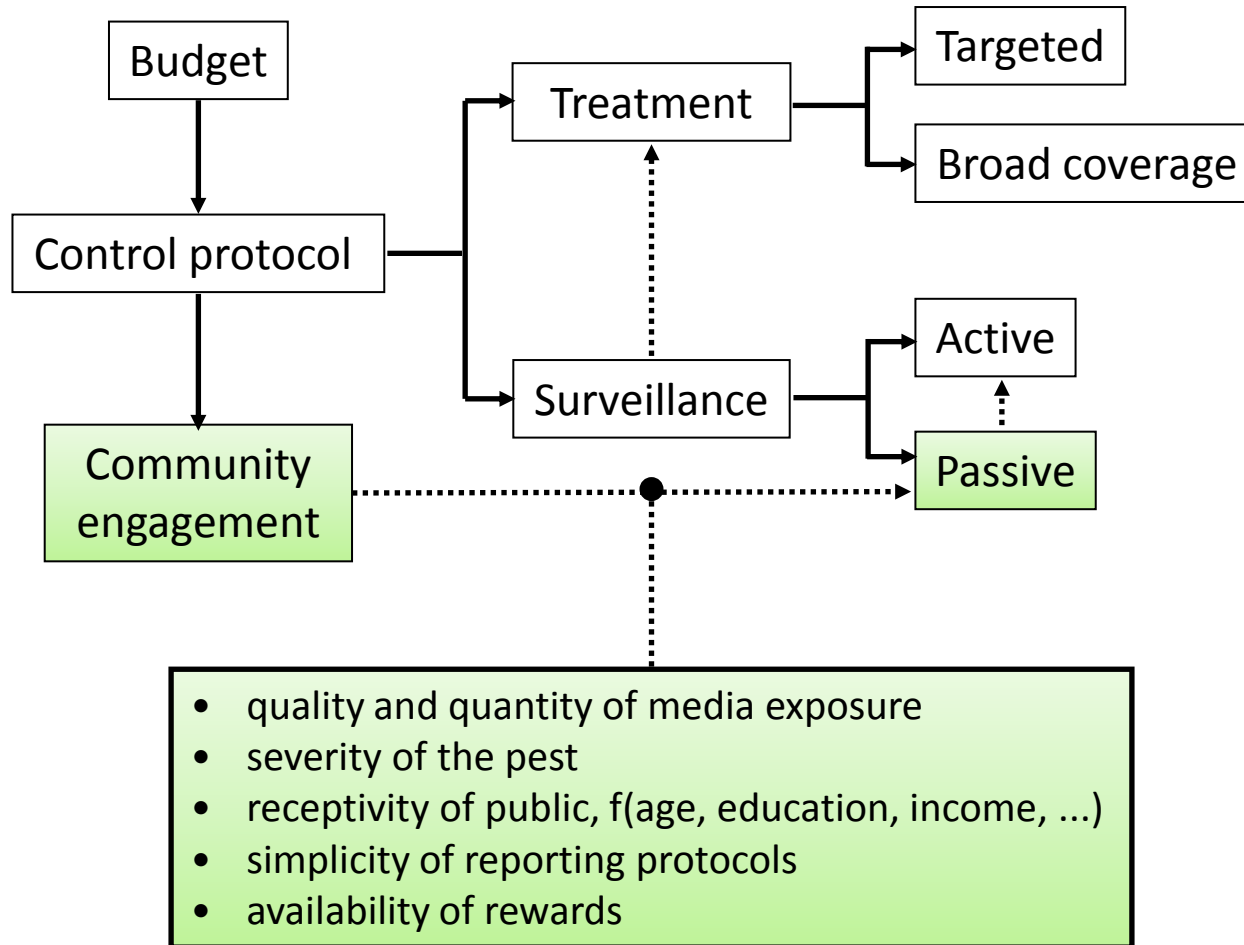 Budget
Targeted
Treatment
Broad coverage
Control protocol
Active
Surveillance
Passive
Community
engagement
• quality and quantity of media exposure
• severity of the pest
• receptivity of public, f(age, education, income, ...)
• simplicity of reporting protocols
• availability of rewards